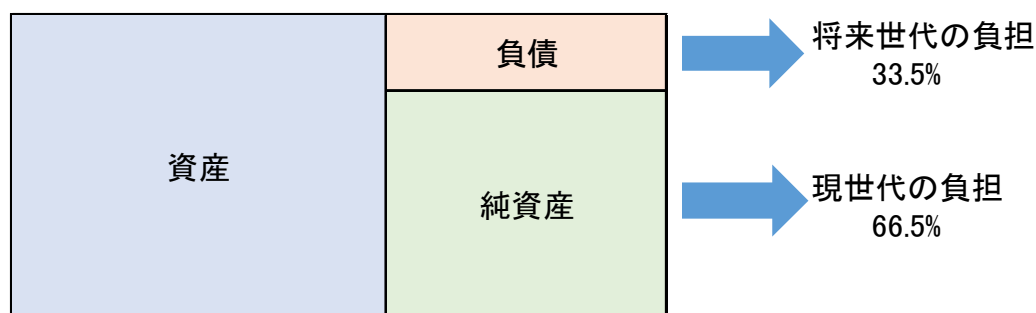 負債
将来世代の負担
33.5%
資産
純資産
現世代の負担
66.5%